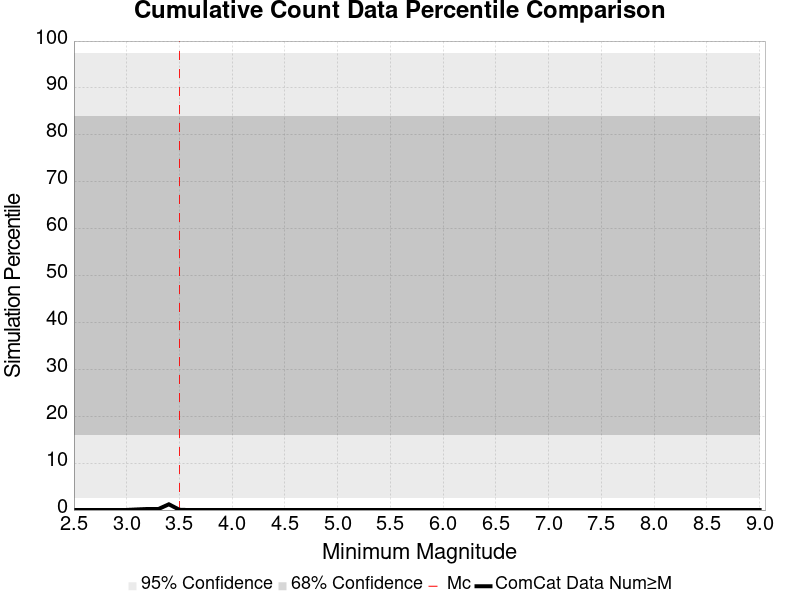 Cumulative Count Data Percentile Comparison
100
90
80
70
60
50
40
30
20
10
0
Simulation Percentile
2.5 3.0 3.5 4.0 4.5 5.0 5.5 6.0 6.5 7.0 7.5 8.0 8.5 9.0
Minimum Magnitude
95% Confidence 68% Confidence Mc ComCat Data Num≥M